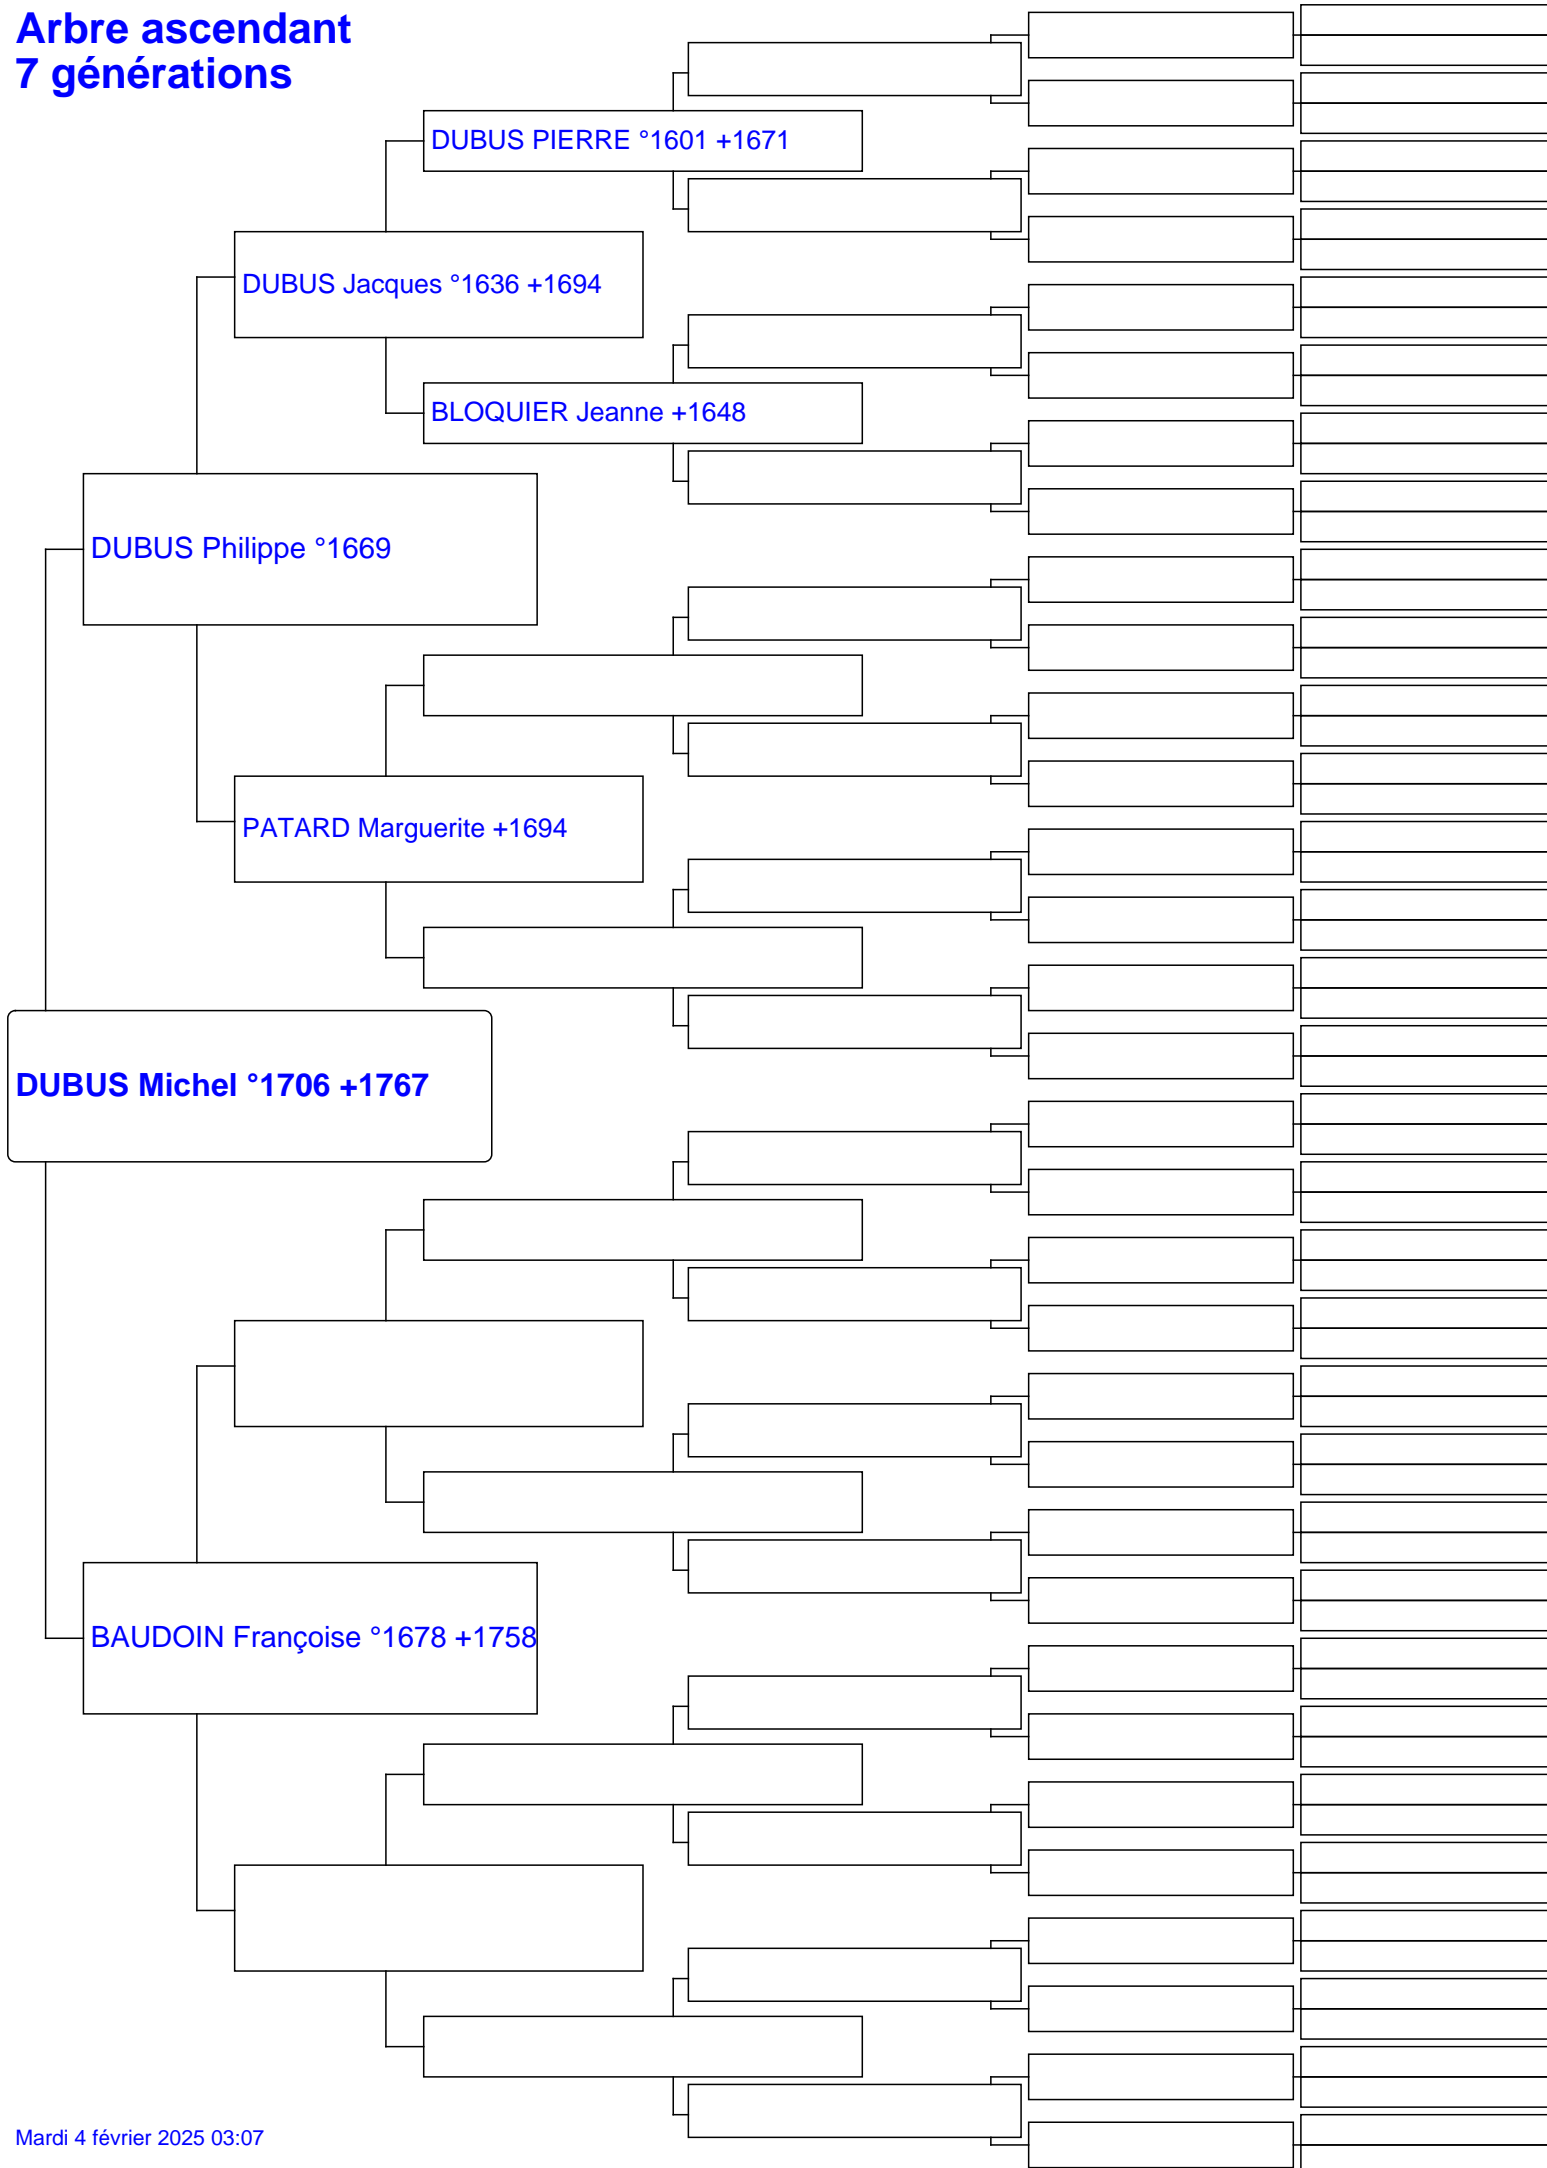 Arbre ascendant
7 générations
DUBUS PIERRE °1601 +1671
DUBUS Jacques °1636 +1694
BLOQUIER Jeanne +1648
DUBUS Philippe °1669
PATARD Marguerite +1694
DUBUS Michel °1706 +1767
BAUDOIN Françoise °1678 +1758
Mardi 4 février 2025 03:07